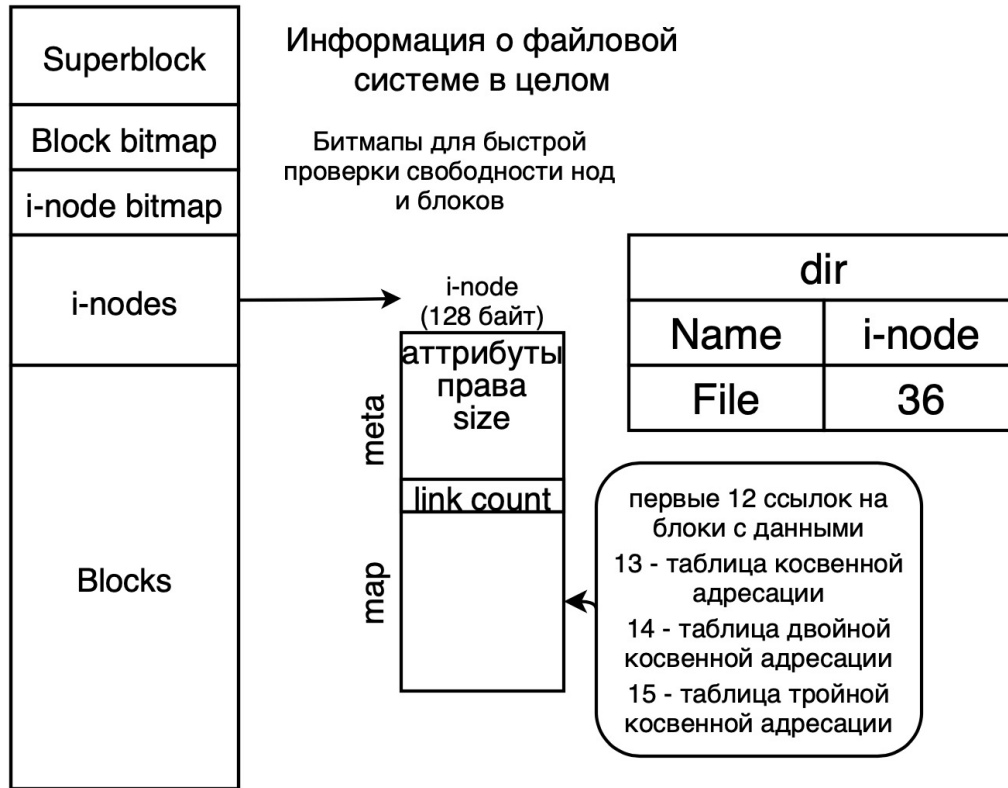 Superblock
Информация о файловой
системе в целом
Block bitmap
Битмапы для быстрой
проверки свободности нод
и блоков
i-node bitmap
i-nodes
i-node
(128 байт)
dir
Name
i-node
File
36
аттрибуты
права
size
meta
link count
map
первые 12 ссылок на
блоки с данными
13 - таблица косвенной
адресации
14 - таблица двойной
косвенной адресации
15 - таблица тройной
косвенной адресации
Blocks